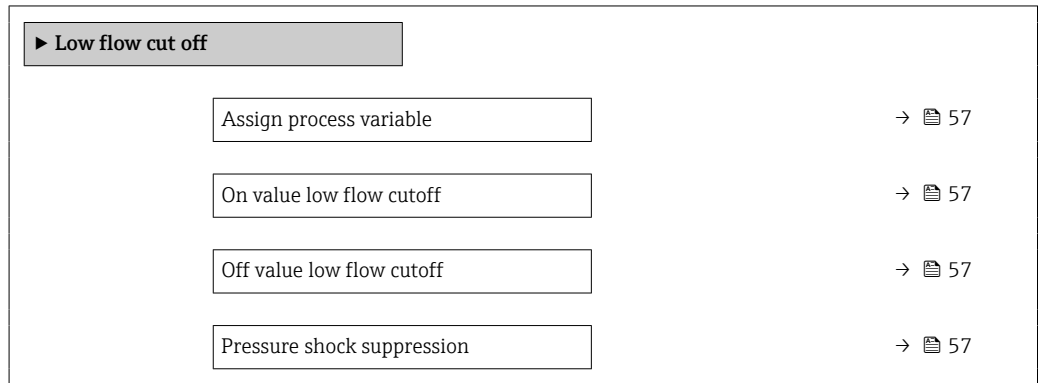 ▶ Low flow cut off
Assign process variable → 🖺 57
On value low flow cutoff → 🖺 57
Off value low flow cutoff → 🖺 57
Pressure shock suppression → 🖺 57